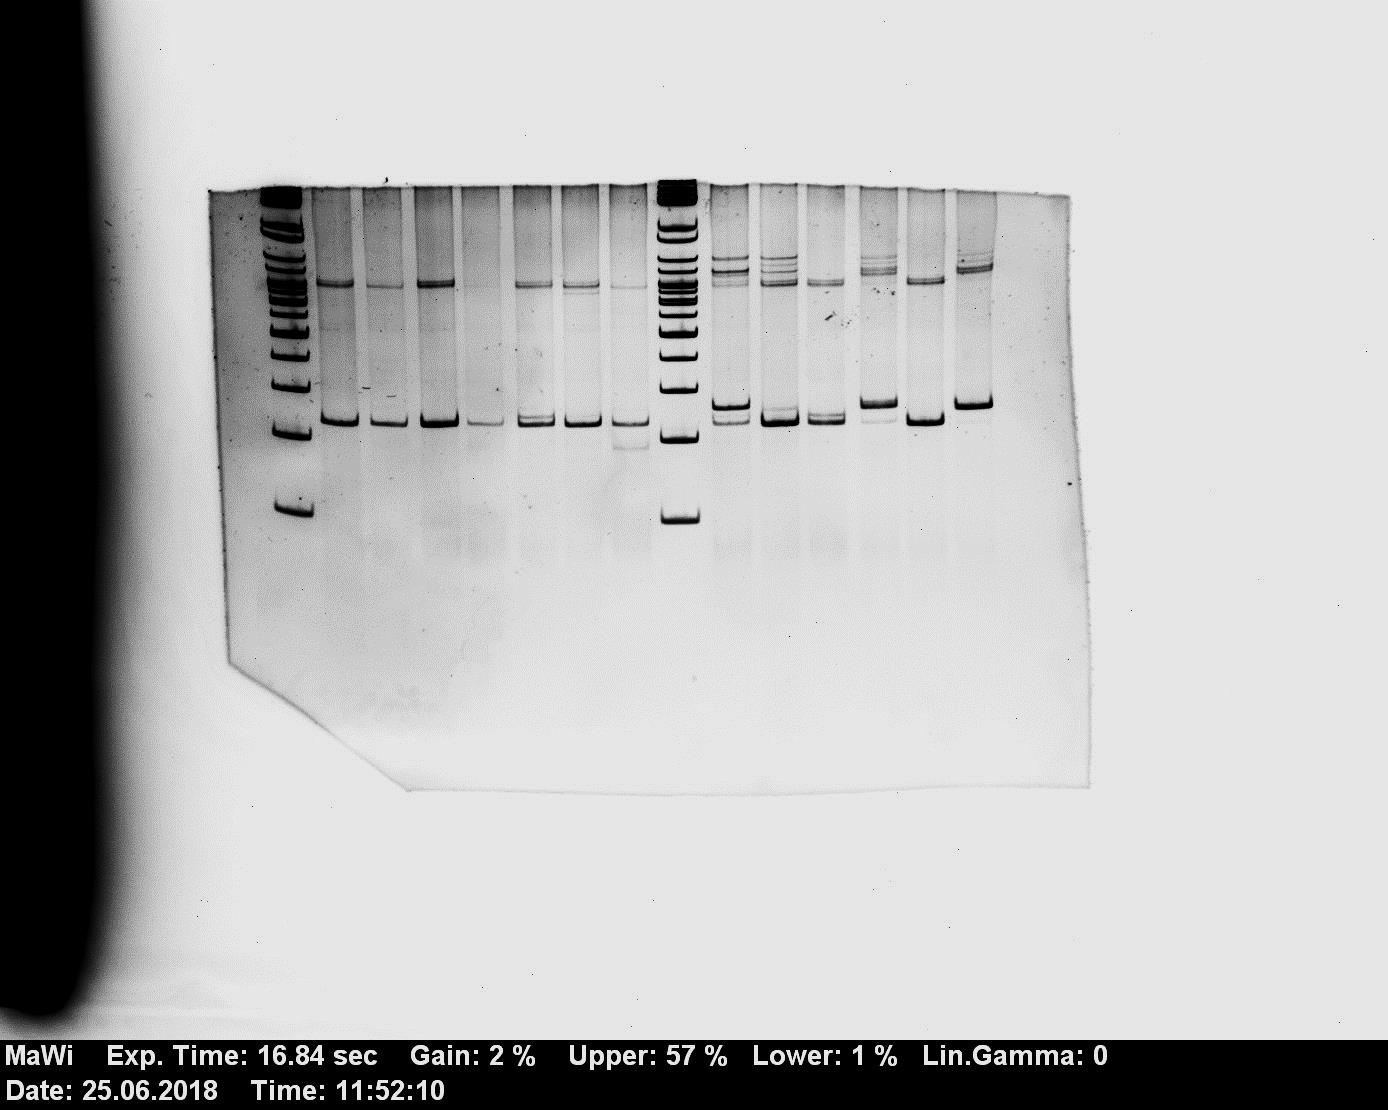 MaWi Exp. Time: 16.84 sec Gain: 2 % Upper: 57 % Lower: 1 % Lin.Gamma: 0
Date: 25.06.2018 Time: 11:52:10